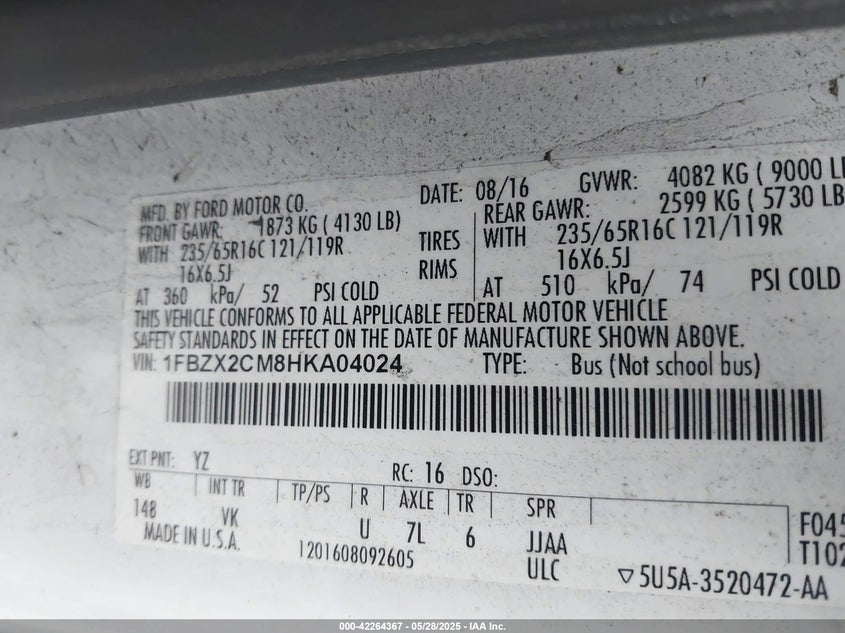 MFD. BY FORD MOTOR CO. DATE: 08/16 GVWR: 4082 KG ( 9000 L
FRONT GAWR: 1873 KG ( 4130 LB) REAR GAWR: 2599 KG ( 5730 LB
WITH 235/65R16C 121/119R TIRES WITH 235/65R16C 121/119R
16X6.5J RIMS 16X6.5J
AT 360 kPa/ 52 PSI COLD AT 510 kPa/ 74 PSI COLD
THIS VEHICLE CONFORMS TO ALL APPLICABLE FEDERAL MOTOR VEHICLE
SAFETY STANDARDS IN EFFECT ON THE DATE OF MANUFACTURE SHOWN ABOVE.
VIN: 1FBZX2CM8HKA04024 TYPE: Bus (Not school bus)
EXT PNT: YZ RC: 16 DSO:
WB INT TR TP/PS R AXLE TR SPR
148 VK U 7L 6 JJAA F045
MADE IN U.S.A. 1201608092605 ULC T102
▽5U5A-3520472-AA
000-42264367 - 05/28/2025 - IAA Inc.